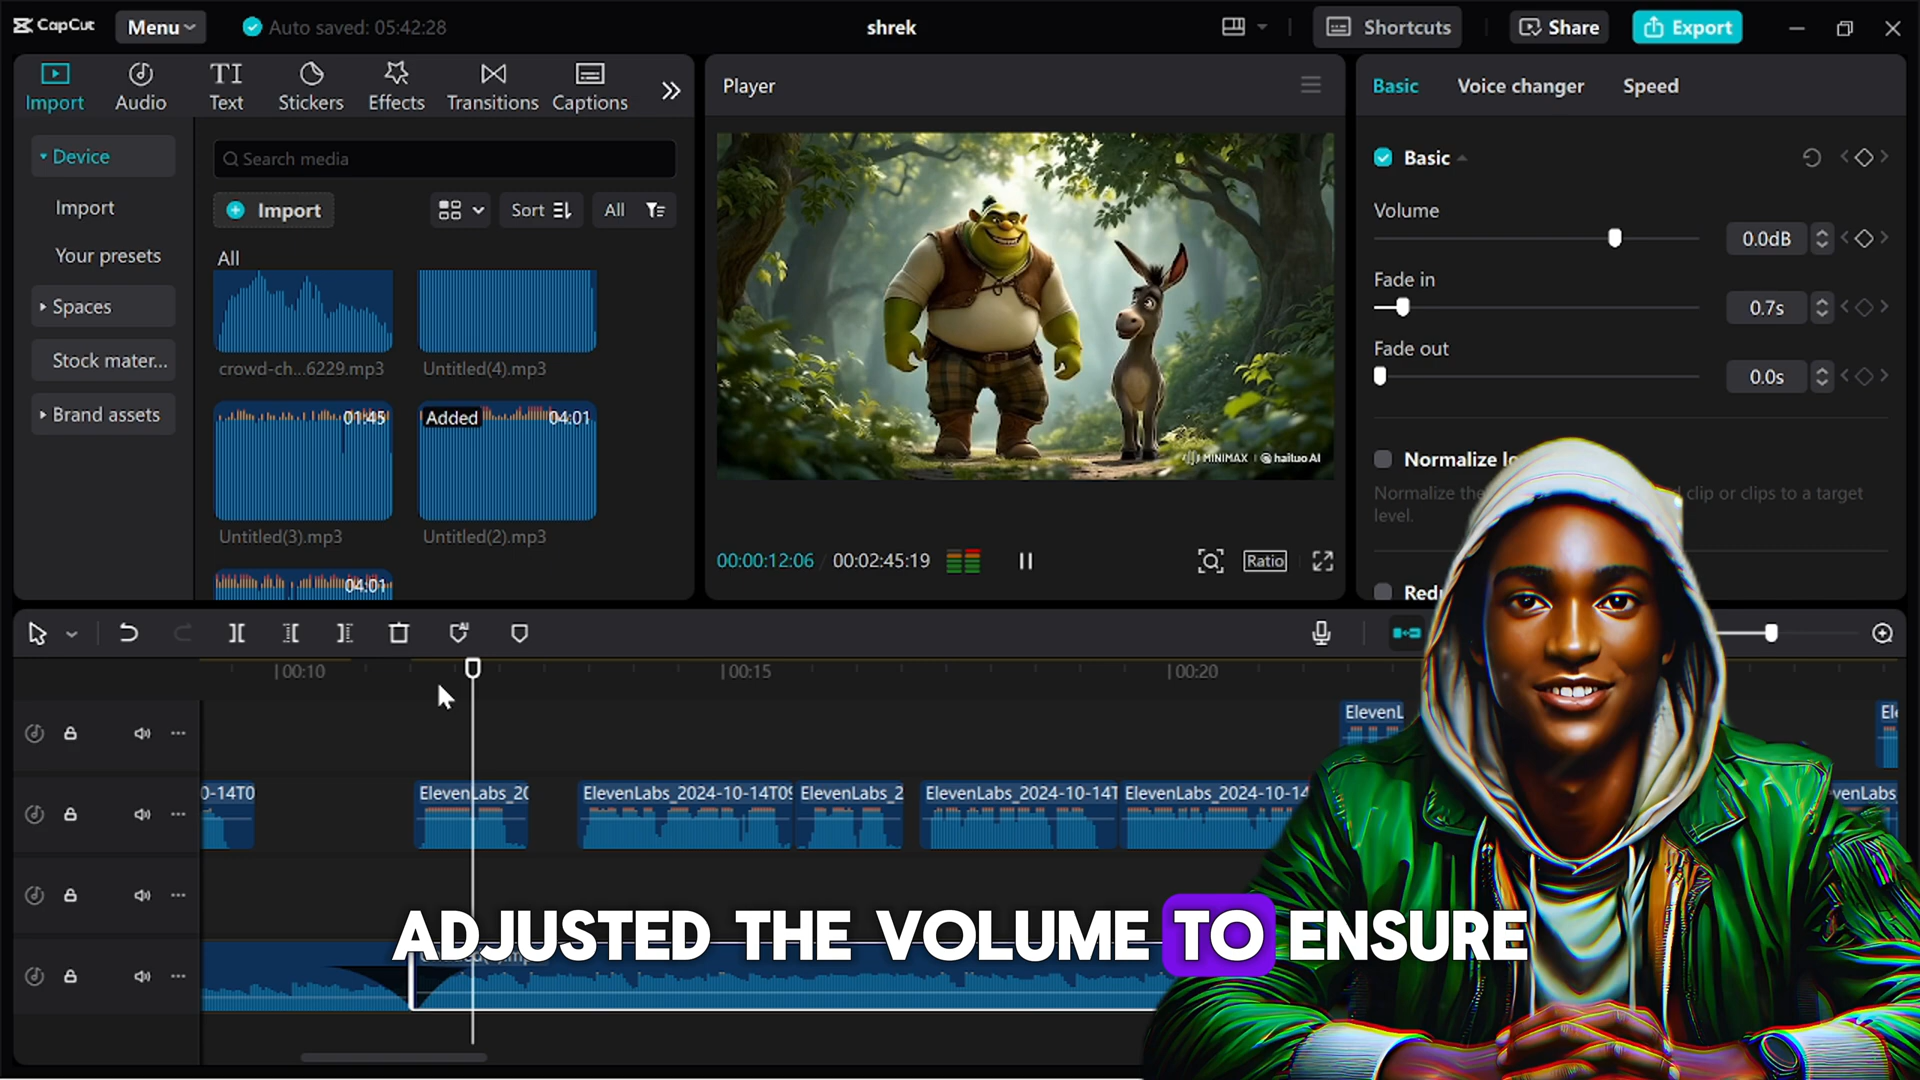 CapCut
Menu
Auto saved: 05:42:28
shrek
Shortcuts
Share
Export
Import
Audio
TI
Text
Stickers
Effects
Transitions
Captions
Device
Import
Your presets
Spaces
Stock mater...
Brand assets
Search media
Import
Sort
All
All
crowd-ch...6229.mp3
Untitled(4).mp3
01:45
Added
04:01
Untitled(3).mp3
Untitled(2).mp3
04:01
Player
MINIMAX | hailuo AI
00:00:12:06
00:02:45:19
Ratio
Basic
Voice changer
Speed
Basic
Volume
0.0dB
Fade in
0.7s
Fade out
0.0s
Normalize lo
Normalize the
clip or clips to a target
level.
Redu
00:10
00:15
00:20
ElevenL
Ele
0-14T0
ElevenLabs_20
ElevenLabs_2024-10-14T09
ElevenLabs_2
ElevenLabs_2024-10-14T
ElevenLabs_2024-10-14
venLabs
ADJUSTED THE VOLUME TO ENSURE